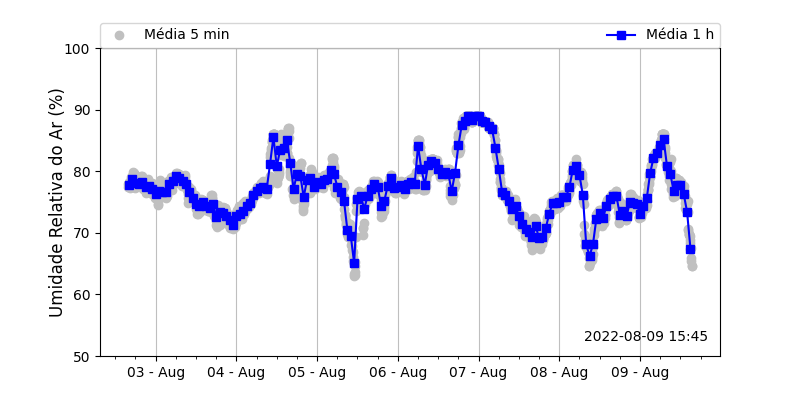 Média 5 min
Média 1 h
100
90
80
70
60
50
Umidade Relativa do Ar (%)
2022-08-09 15:45
03 - Aug
04 - Aug
05 - Aug
06 - Aug
07 - Aug
08 - Aug
09 - Aug